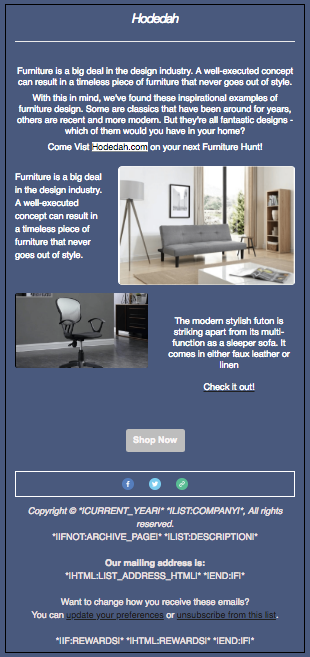 Hodedah
Furniture is a big deal in the design industry. A well-executed concept
can result in a timeless piece of furniture that never goes out of style.
With this in mind, we've found these inspirational examples of
furniture design. Some are classics that have been around for years,
others are recent and more modern. But they're all fantastic designs -
which of them would you have in your home?
Come Vist Hodedah.com on your next Furniture Hunt!
Furniture is a big deal
in the design industry.
A well-executed
concept can result in
a timeless piece of
furniture that never
goes out of style.
The modern stylish futon is
striking apart from its multi-
function as a sleeper sofa. It
comes in either faux leather or
linen
Check it out!
Shop Now
Copyright © *|CURRENT_YEAR|* *|LIST:COMPANY|*, All rights
reserved.
*|IFNOT:ARCHIVE_PAGE|* *|LIST:DESCRIPTION|*
Our mailing address is:
*|HTML:LIST_ADDRESS_HTML|* *|END:IF|*
Want to change how you receive these emails?
You can update your preferences or unsubscribe from this list.
*|IF:REWARDS|* *|HTML:REWARDS|* *|END:IF|*